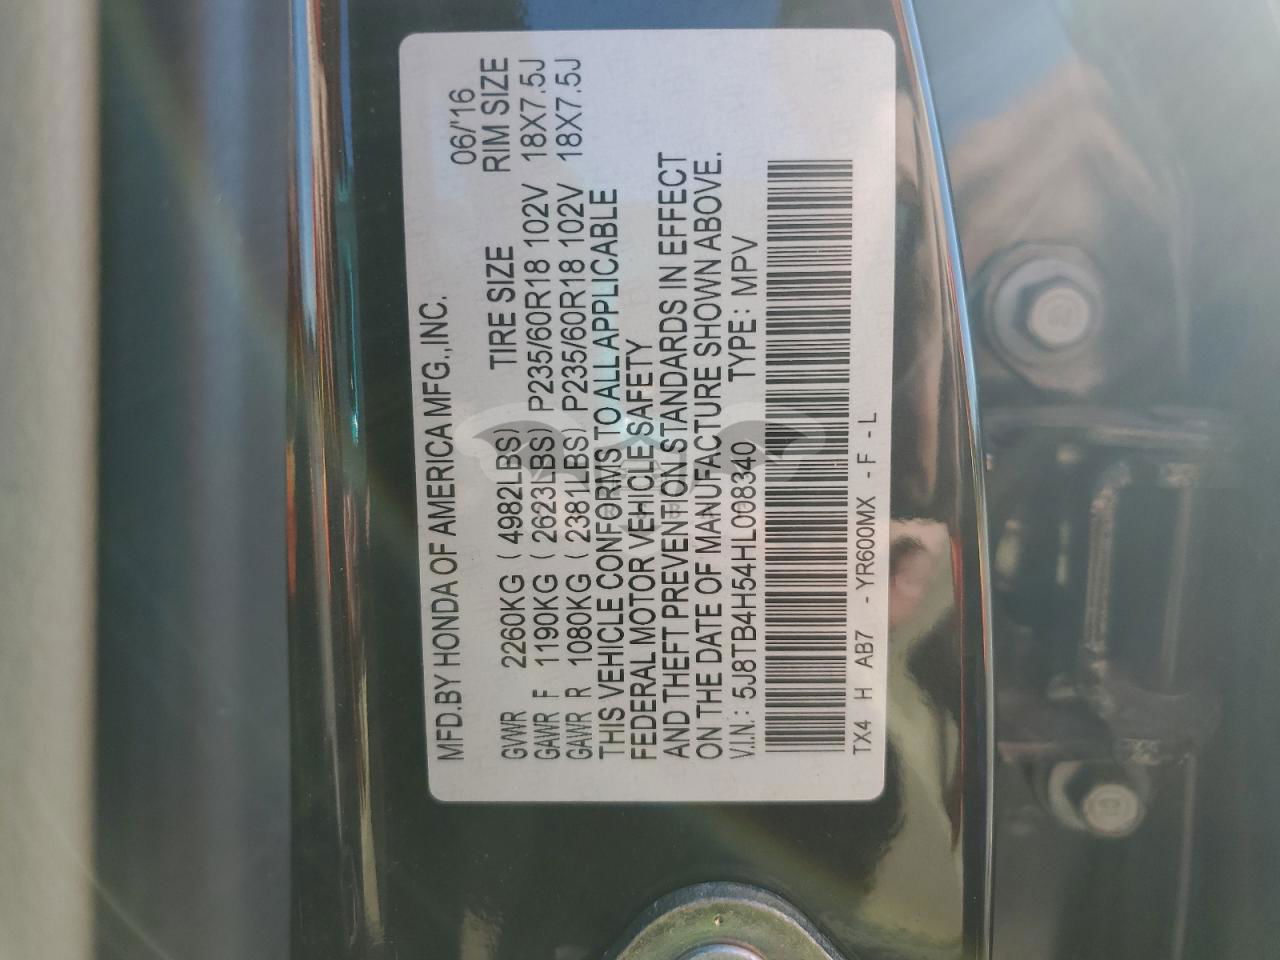 MFD.BY HONDA OF AMERICA MFG.,INC. 06/'16
TIRE SIZE RIM SIZE
GVWR 2260KG ( 4982LBS)
GAWR F 1190KG ( 2623LBS) P235/60R18 102V 18X7.5J
GAWR R 1080KG ( 2381LBS) P235/60R18 102V 18X7.5J
THIS VEHICLE CONFORMS TO ALL APPLICABLE
FEDERAL MOTOR VEHICLE SAFETY
AND THEFT PREVENTION STANDARDS IN EFFECT
ON THE DATE OF MANUFACTURE SHOWN ABOVE.
V.I.N.: 5J8TB4H54HL008340 TYPE: MPV
TX4 H AB7 - YR600MX - F - L